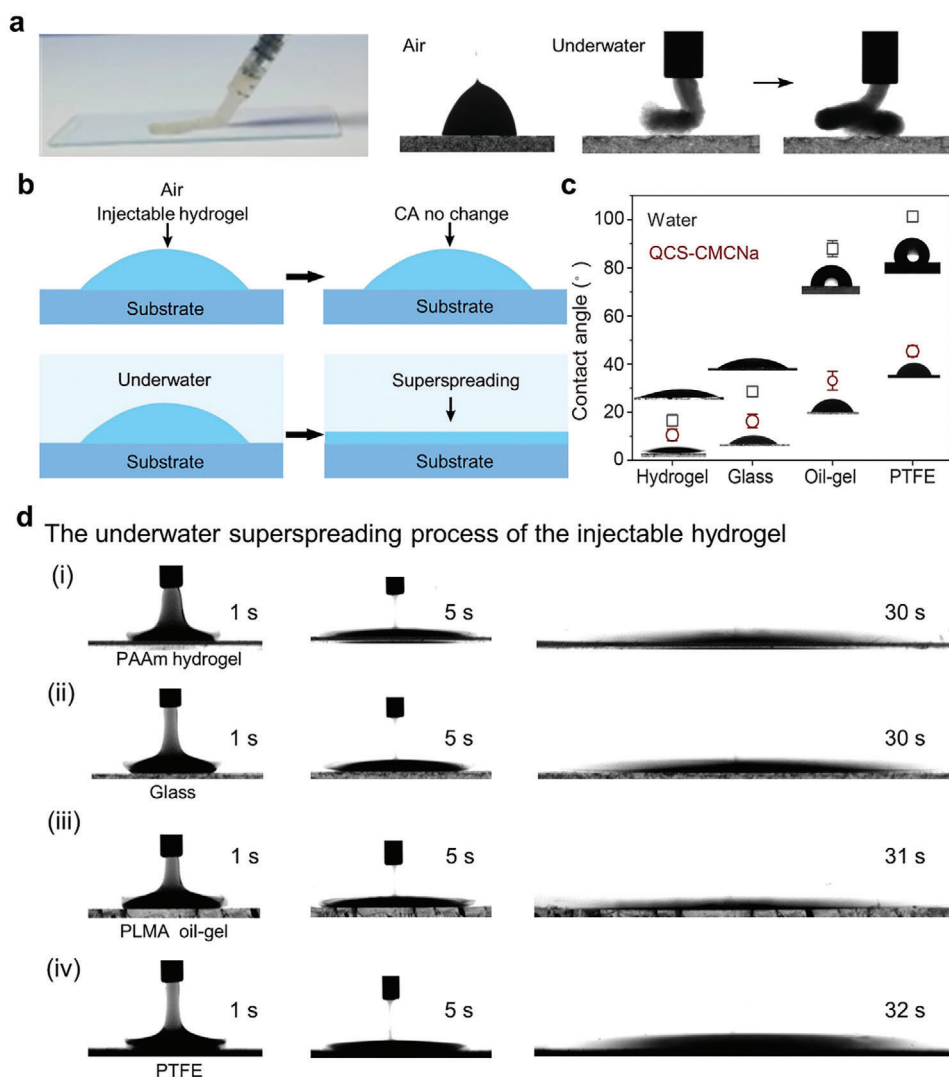 a
Air
Underwater
b
Air
Injectable hydrogel
CA no change
Substrate
Substrate
Underwater
Superspreading
Substrate
Substrate
c
Contact angle (°)
100
80
60
40
20
0
Water
QCS-CMCNa
Hydrogel
Glass
Oil-gel
PTFE
d
The underwater superspreading process of the injectable hydrogel
(i)
1 s
5 s
30 s
PAAm hydrogel
(ii)
1 s
5 s
30 s
Glass
(iii)
1 s
5 s
31 s
PLMA oil-gel
(iv)
1 s
5 s
32 s
PTFE